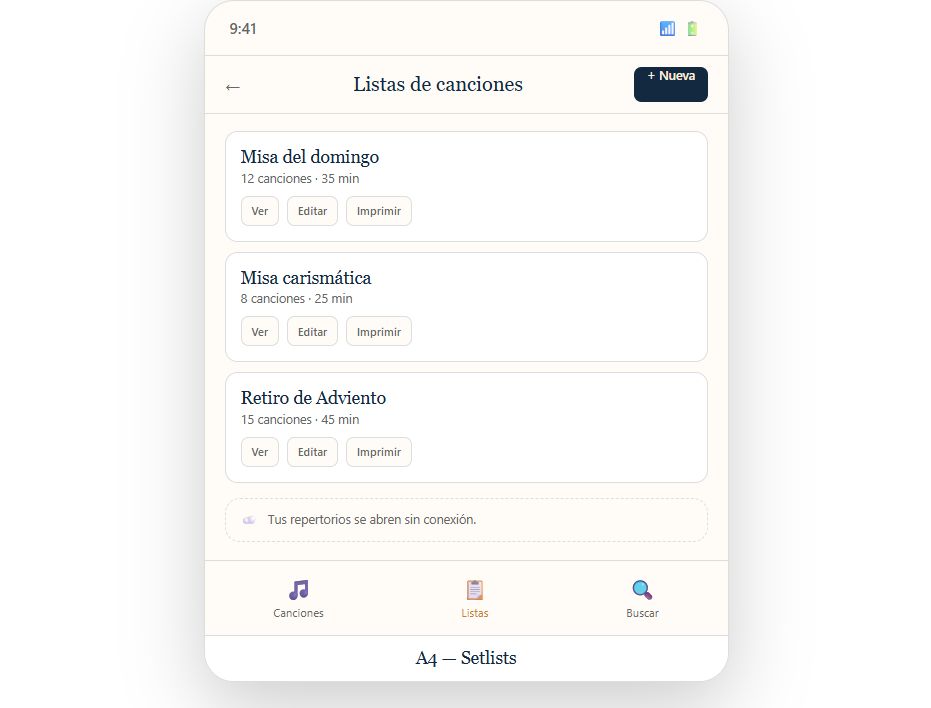 9:41
← Listas de canciones + Nueva
Misa del domingo
12 canciones · 35 min
Ver Editar Imprimir
Misa carismática
8 canciones · 25 min
Ver Editar Imprimir
Retiro de Adviento
15 canciones · 45 min
Ver Editar Imprimir
Tus repertorios se abren sin conexión.
Canciones Listas Buscar
A4 — Setlists